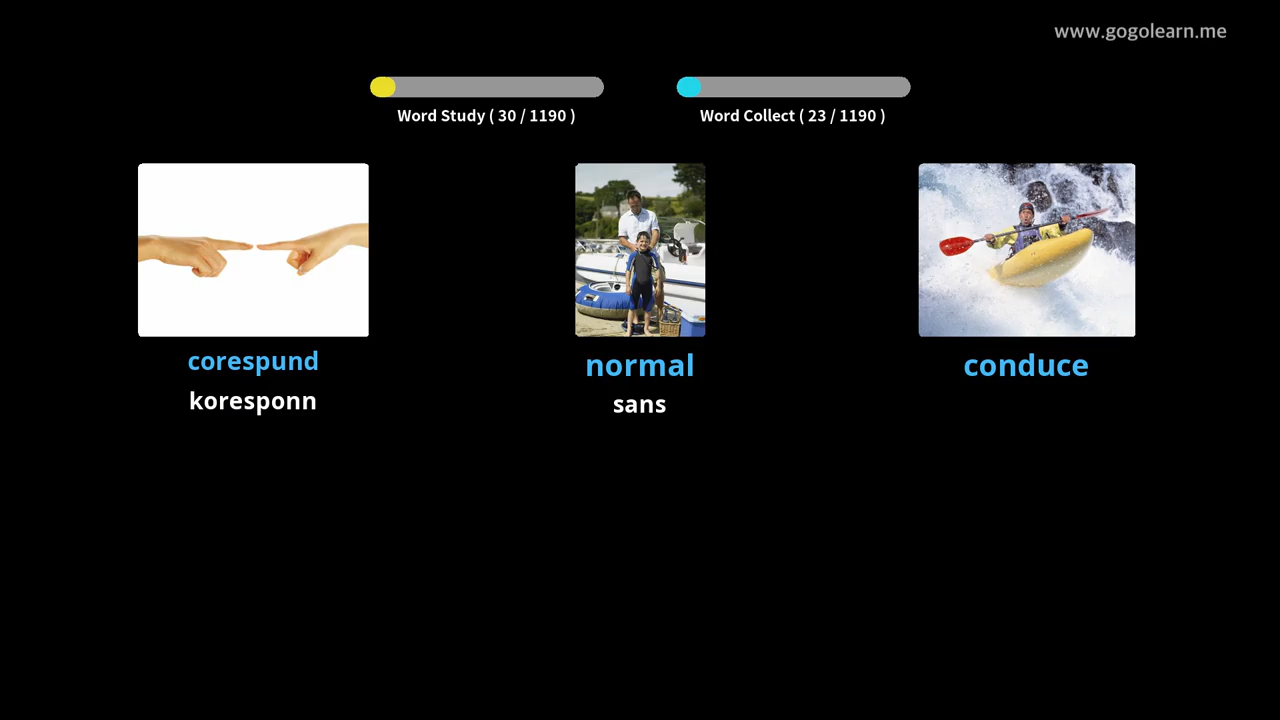 www.gogolearn.me
Word Study ( 30 / 1190 )
Word Collect ( 23 / 1190 )
corespund
koresponn
normal
sans
conduce